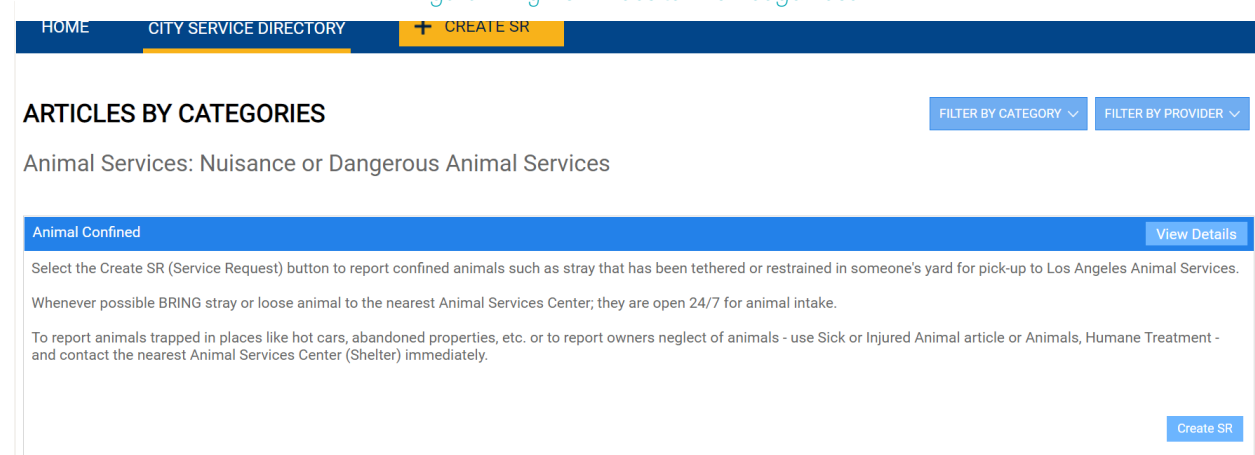 HOME CITY SERVICE DIRECTORY + CREATE SR
ARTICLES BY CATEGORIES
FILTER BY CATEGORY FILTER BY PROVIDER
Animal Services: Nuisance or Dangerous Animal Services
Animal Confined View Details
Select the Create SR (Service Request) button to report confined animals such as stray that has been tethered or restrained in someone's yard for pick-up to Los Angeles Animal Services.
Whenever possible BRING stray or loose animal to the nearest Animal Services Center; they are open 24/7 for animal intake.
To report animals trapped in places like hot cars, abandoned properties, etc. or to report owners neglect of animals - use Sick or Injured Animal article or Animals, Humane Treatment -
and contact the nearest Animal Services Center (Shelter) immediately.
Create SR